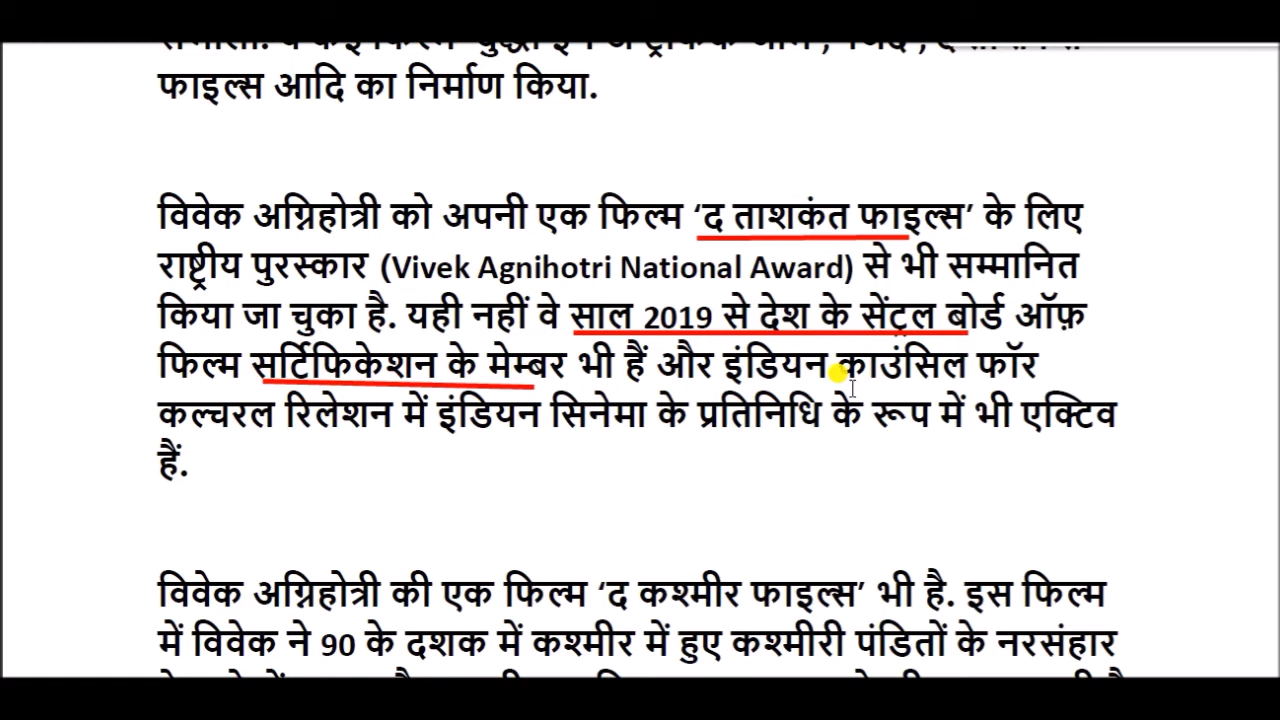 फाइल्स आदि का निर्माण किया.
विवेक अग्निहोत्री को अपनी एक फिल्म ‘द ताशकंत फाइल्स’ के लिए
राष्ट्रीय पुरस्कार (Vivek Agnihotri National Award) से भी सम्मानित
किया जा चुका है. यही नहीं वे साल 2019 से देश के सेंट्रल बोर्ड ऑफ़
फिल्म सर्टिफिकेशन के मेम्बर भी हैं और इंडियन काउंसिल फॉर
कल्चरल रिलेशन में इंडियन सिनेमा के प्रतिनिधि के रूप में भी एक्टिव
हैं.
विवेक अग्निहोत्री की एक फिल्म ‘द कश्मीर फाइल्स’ भी है. इस फिल्म
में विवेक ने 90 के दशक में कश्मीर में हुए कश्मीरी पंडितों के नरसंहार